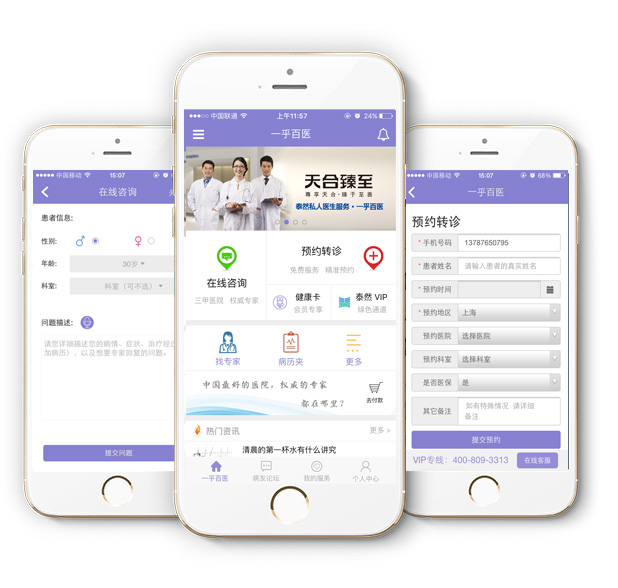 中国移动
15:07
在线咨询
患者信息:
性别:
年龄:
30岁
科室:
科室（可不选）
问题描述:
请您详细描述您的病情、症状、治疗经过
加病历），以及想要专家回复的问题。
提交问题
中国联通
上午11:57
24%
一乎百医
天合臻至
尊享天合·臻于至善
泰然私人医生服务·一乎百医
在线咨询
三甲医院 权威专家
预约转诊
免费服务 精准预约
健康卡
会员专享
泰然 VIP
绿色通道
找专家
病历夹
更多
中国最好的医院，权威的专家
都在哪里？
去付款
热门资讯
更多 >
清晨的第一杯水有什么讲究
一乎百医
病友论坛
我的服务
个人中心
中国移动
15:07
68%
一乎百医
预约转诊
* 手机号码
13787650795
* 患者姓名
请输入患者的真实姓名
* 预约时间
* 预约地区
上海
预约医院
选择医院
预约科室
选择科室
是否医保
是
其它备注
如有特殊情况 请详细
备注
提交预约
VIP专线：400-809-3313
在线客服